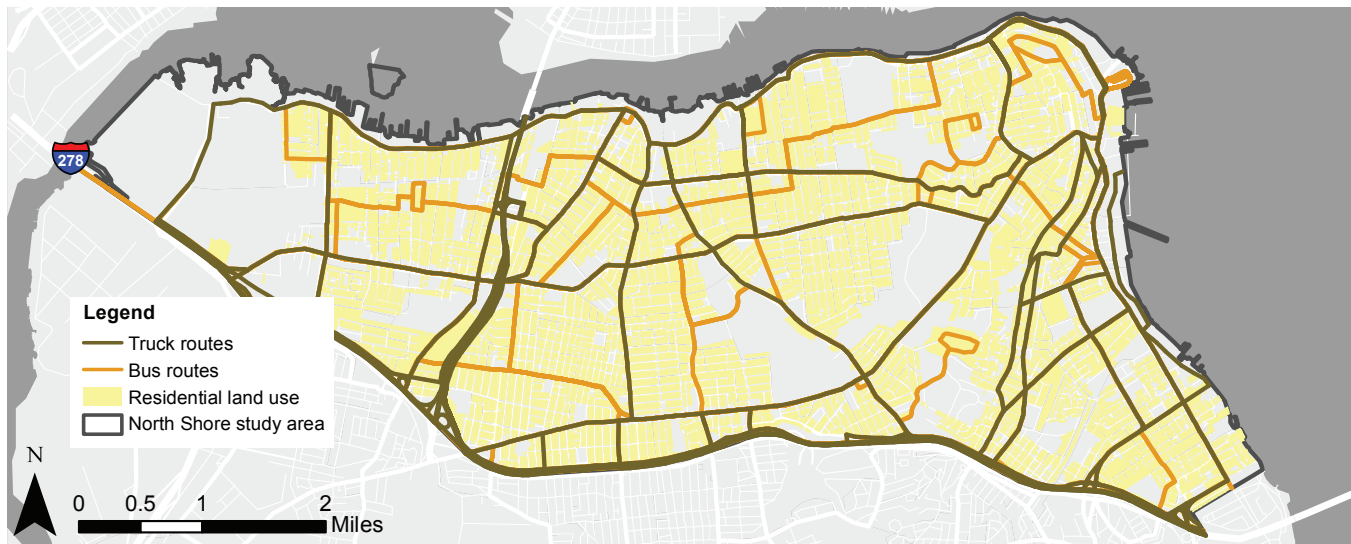 278
Legend
Truck routes
Bus routes
Residential land use
North Shore study area
N
0 0.5 1 2
Miles